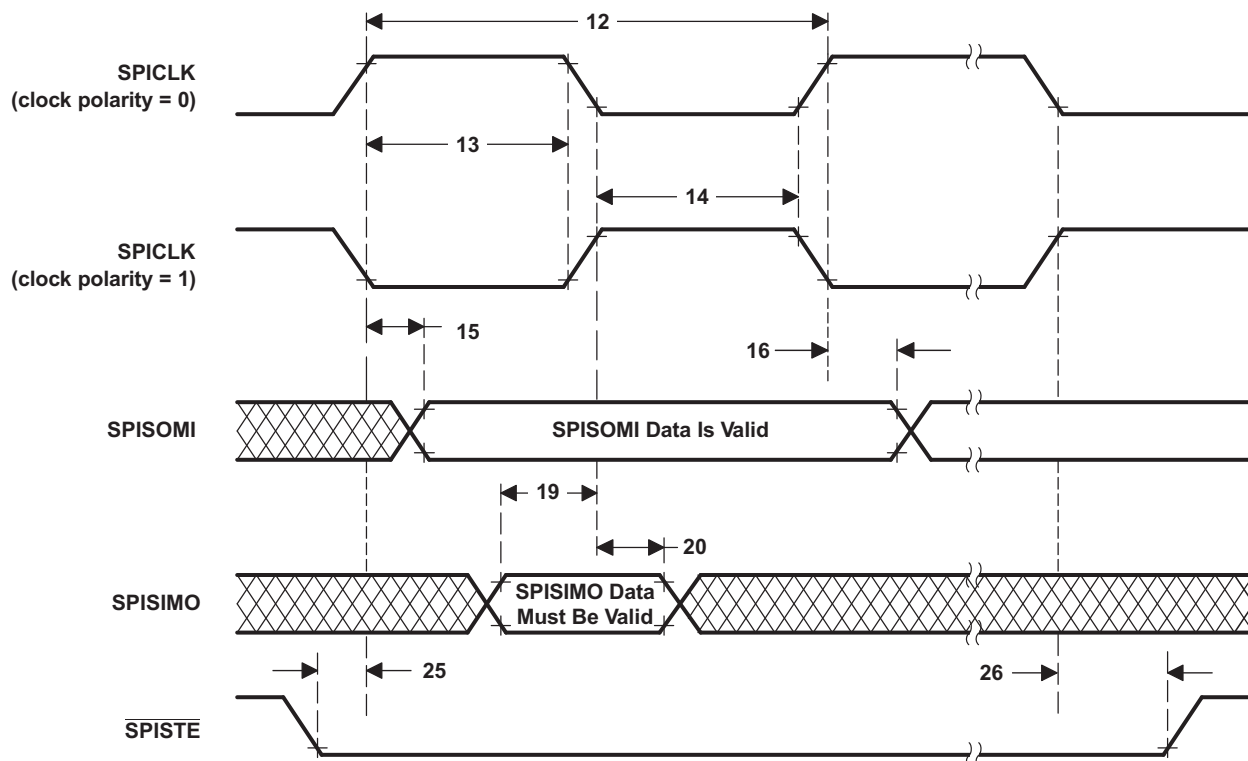 12
SPICLK
(clock polarity = 0)
13
14
SPICLK
(clock polarity = 1)
15
16
SPISOMI
SPISOMI Data Is Valid
19
20
SPISIMO
SPISIMO Data
Must Be Valid
25
26
SPISTE